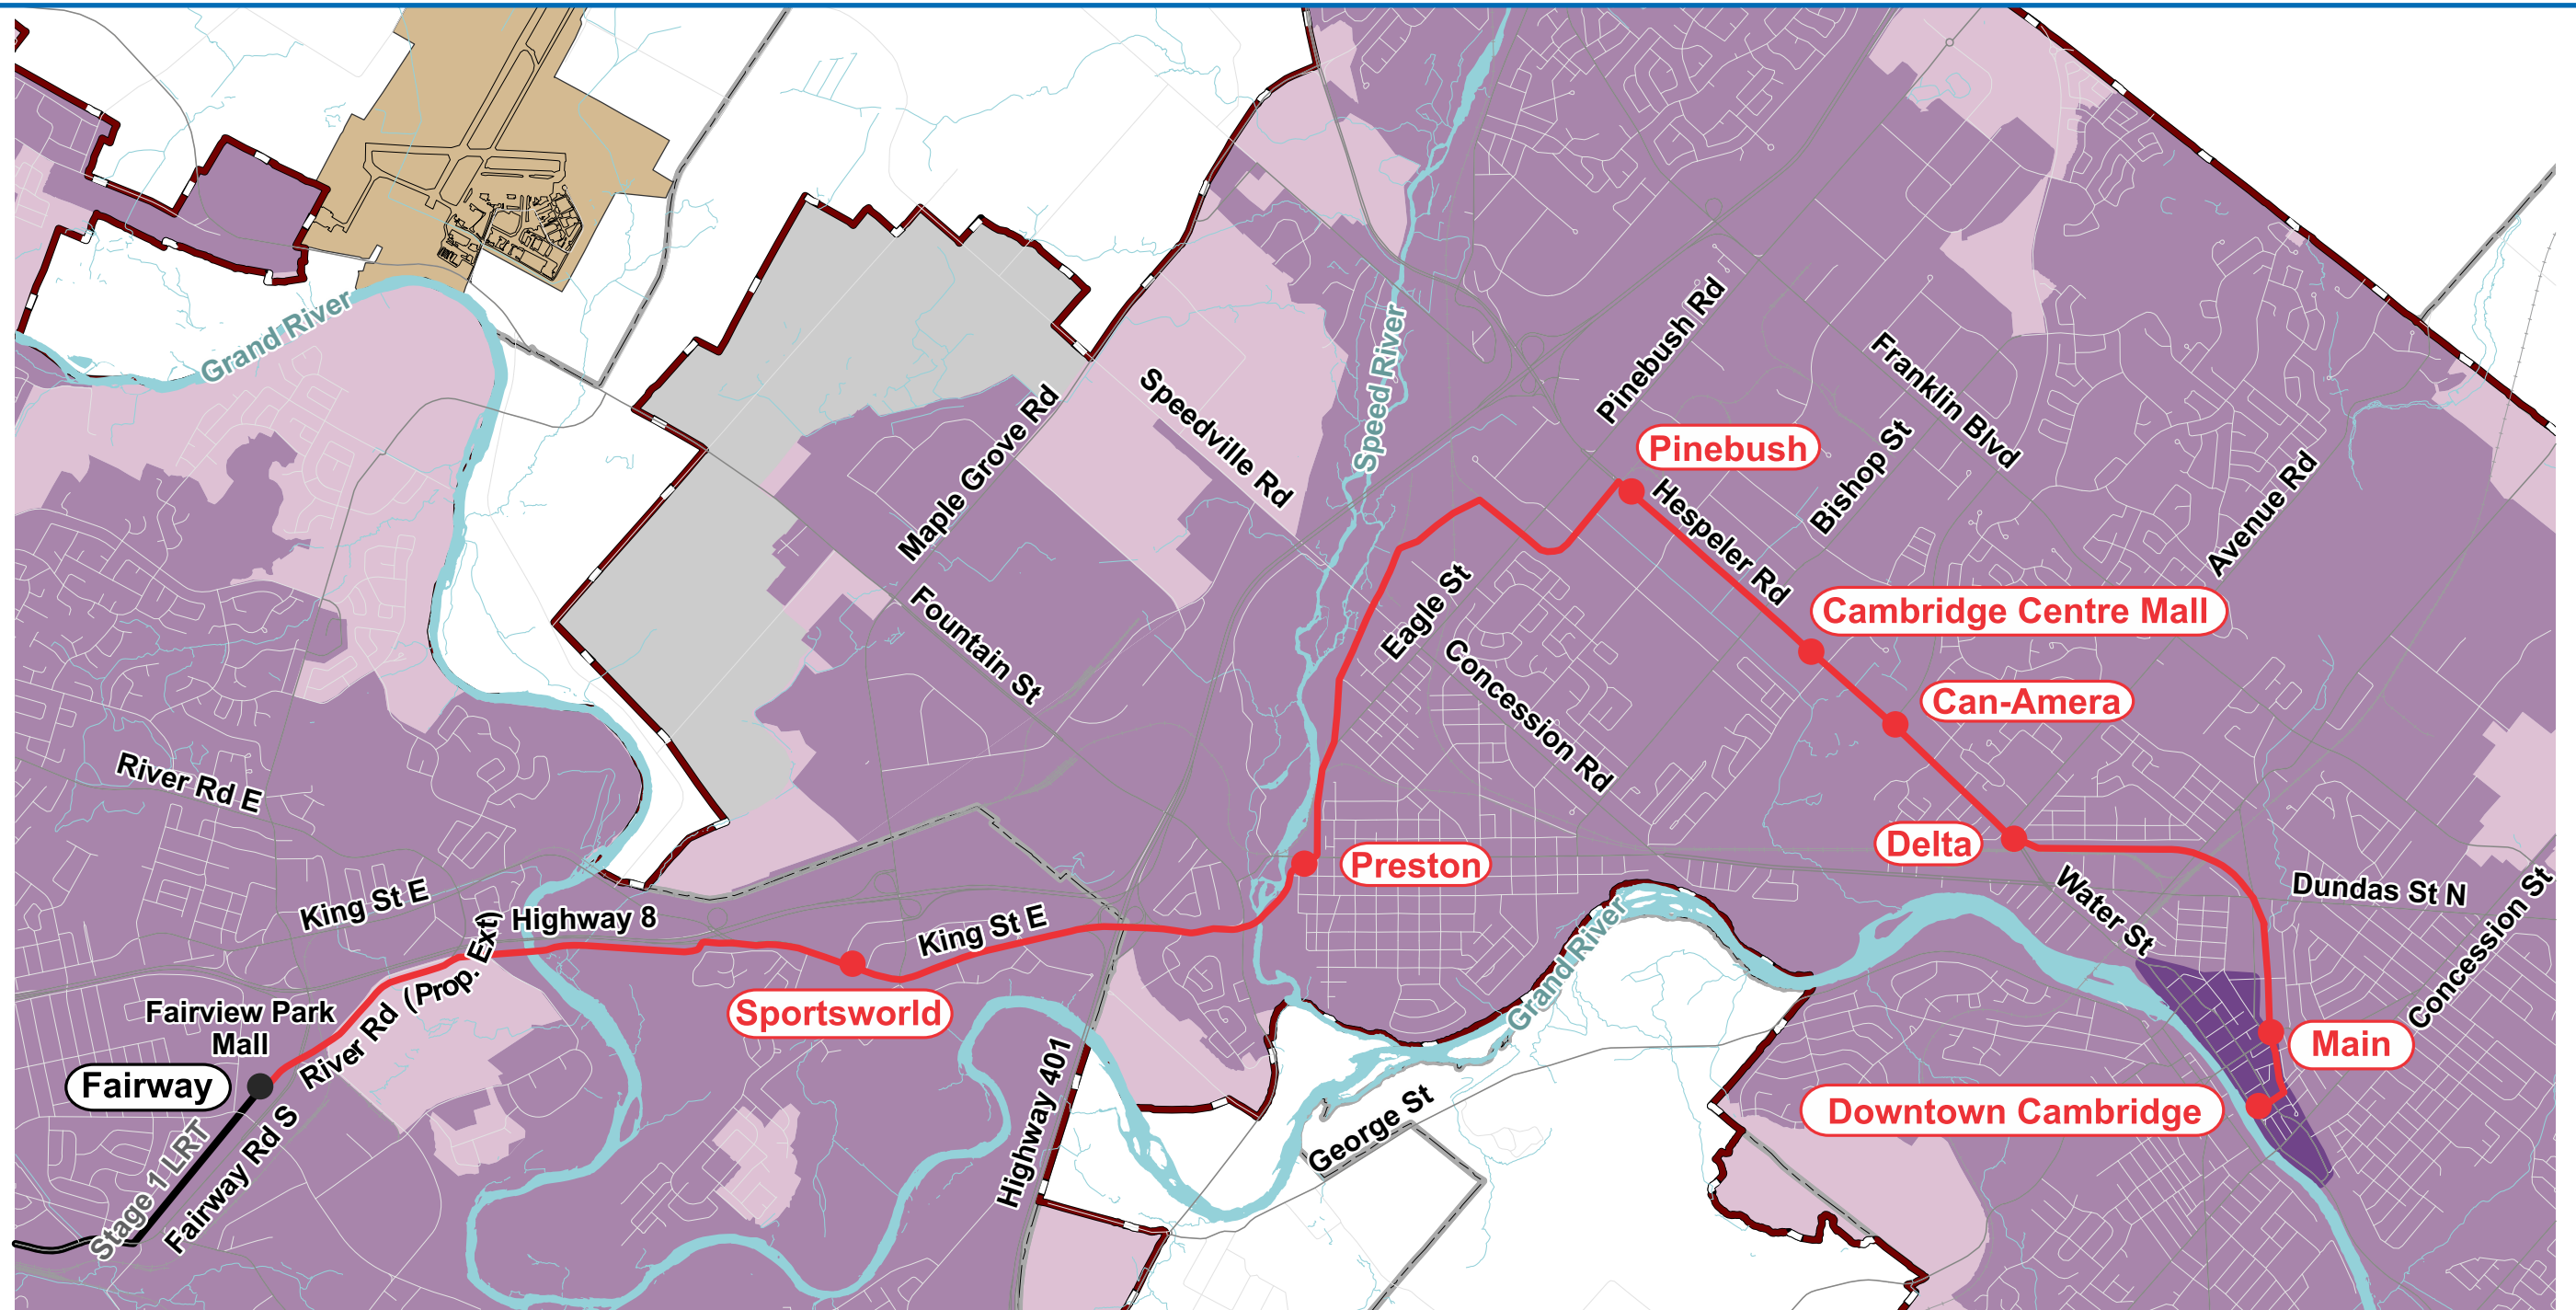 Grand River
Speed River
Pinebush Rd
Franklin Blvd
Speedville Rd
Maple Grove Rd
Pinebush
Bishop St
Hespeler Rd
Avenue Rd
Fountain St
Eagle St
Cambridge Centre Mall
Concession Rd
Can-Amera
River Rd E
Delta
Preston
Water St
Dundas St N
Concession St
King St E
Highway 8
King St E
Grand River
Sportsworld
Fairview Park
Mall
River Rd (Prop. Ext)
Fairway
Main
Downtown Cambridge
Highway 401
George St
Stage 1 LRT
Fairway Rd S